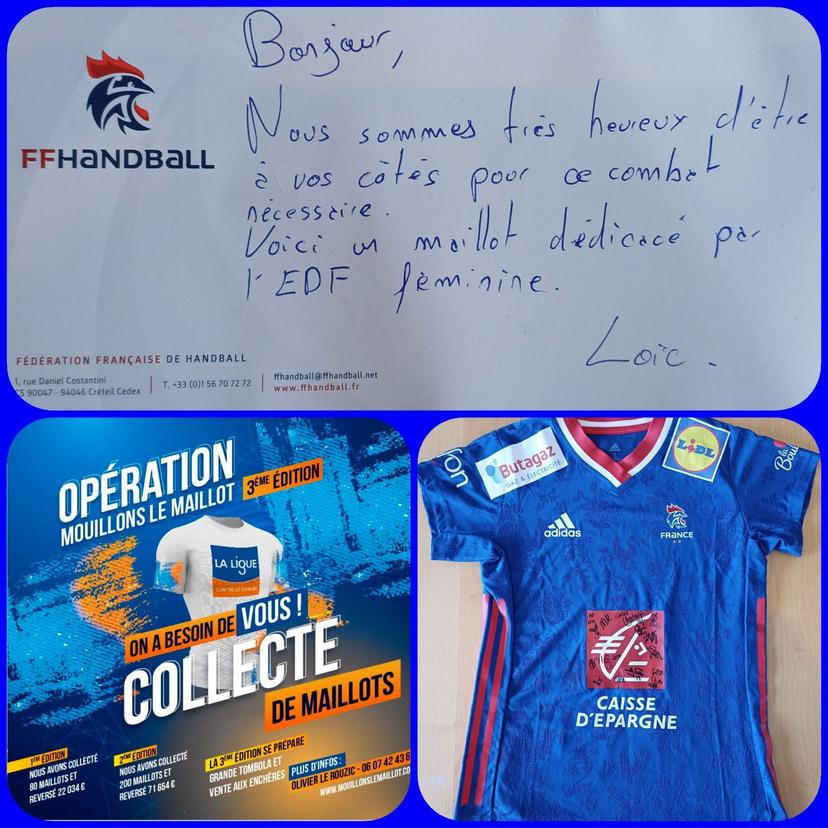 Bonjour,
Nous sommes très heureux d'être
à vos côtés pour ce combat
nécessaire.
Voici un maillot dédicacé par
l'EDF féminine.
Loïc.
FFHANDBALL
FÉDÉRATION FRANÇAISE DE HANDBALL
1, rue Daniel Costantini
CS 90047 - 94046 Créteil Cedex
T. +33 (0)1 56 70 72 72
ffhandball@ffhandball.net
www.ffhandball.fr
OPÉRATION
MOUILLONS LE MAILLOT
3ÈME ÉDITION
LA LIGUE
CONTRE LE CANCER
ON A BESOIN DE VOUS !
COLLECTE
DE MAILLOTS
1ÈRE ÉDITION
NOUS AVONS COLLECTÉ
80 MAILLOTS ET
REVERSÉ 22 034 €
2ÈME ÉDITION
NOUS AVONS COLLECTÉ
200 MAILLOTS ET
REVERSÉ 71 654 €
LA 3ÈME ÉDITION SE PRÉPARE
GRANDE TOMBOLA ET
VENTE AUX ENCHÈRES
PLUS D'INFOS :
OLIVIER LE ROUZIC - 06 07 42 43 6
WWW.MOUILLONSLEMAILLOT.CO
Butagaz
GAZ & ÉLECTRICITÉ
LIDL
la Bou
adidas
FRANCE
CAISSE
D'EPARGNE